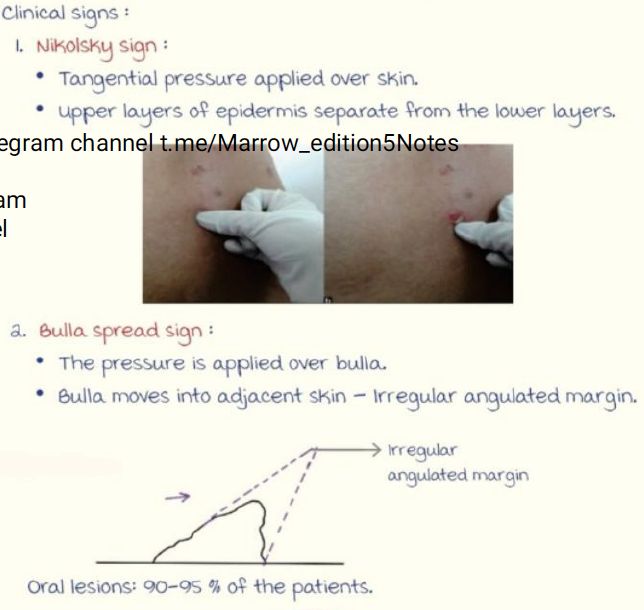 Clinical signs :
1. Nikolsky sign :
• Tangential pressure applied over skin.
• upper layers of epidermis separate from the lower layers.
egram channel t.me/Marrow_edition5Notes
am
el
2. Bulla spread sign :
• The pressure is applied over bulla.
• Bulla moves into adjacent skin – Irregular angulated margin.
Irregular
angulated margin
Oral lesions: 90-95 % of the patients.